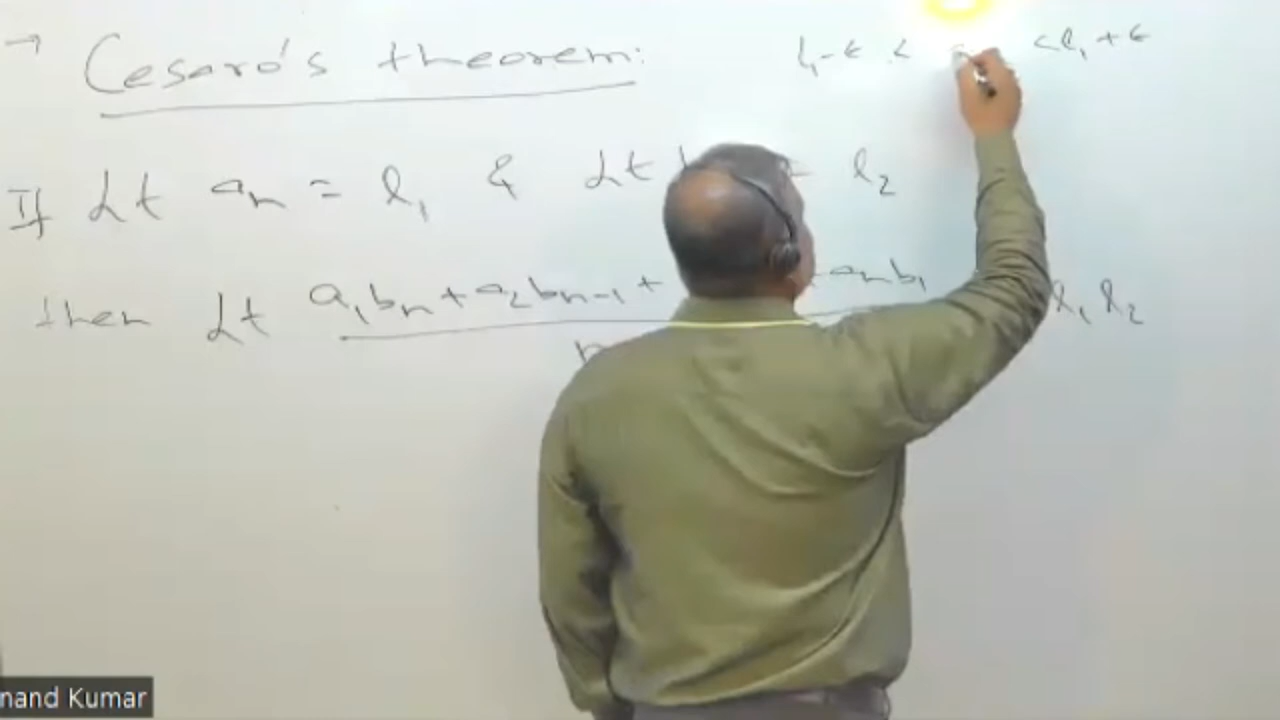 → Cesaro's theorem:
l₁-ϵ < a < l₁+ϵ
If Lt aₙ = l₁ & Lt = l₂
then Lt a₁bₙ+a₂bₙ₋₁+ aₙb₁ l₁l₂
n
nand Kumar